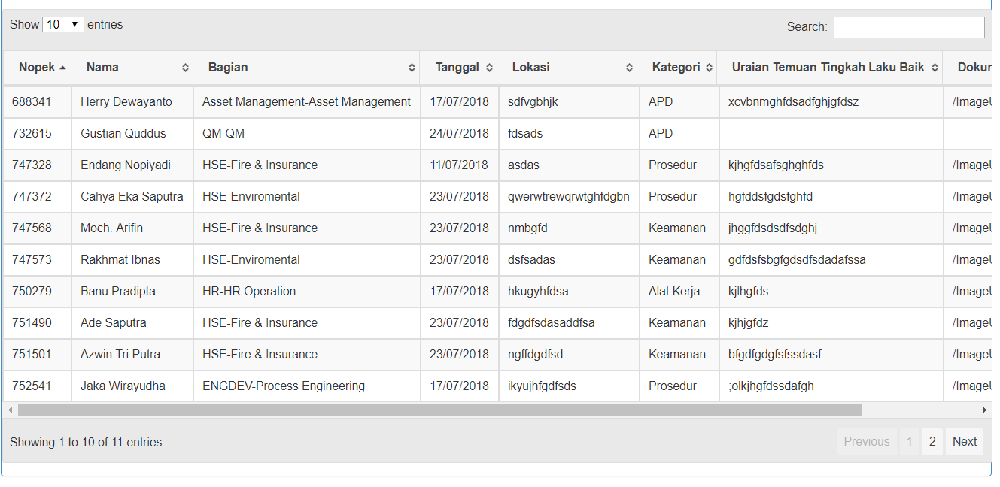 Show 10 entries Search:
Nopek Nama Bagian Tanggal Lokasi Kategori Uraian Temuan Tingkah Laku Baik Dokum
688341 Herry Dewayanto Asset Management-Asset Management 17/07/2018 sdfvgbhjk APD xcvbnmghfdsadfghjgfdsz /ImageU
732615 Gustian Quddus QM-QM 24/07/2018 fdsads APD
747328 Endang Nopiyadi HSE-Fire & Insurance 11/07/2018 asdas Prosedur kjhgfdsafsghghfds /ImageU
747372 Cahya Eka Saputra HSE-Enviromental 23/07/2018 qwerwtrewqrwtghfdgbn Prosedur hgfddsfgdsfghfd /ImageU
747568 Moch. Arifin HSE-Fire & Insurance 23/07/2018 nmbgfd Keamanan jhggfdsdsdfsdghj /ImageU
747573 Rakhmat Ibnas HSE-Enviromental 23/07/2018 dsfsadas Keamanan gdfdsfsbgfgdsdfsdadafssa /ImageU
750279 Banu Pradipta HR-HR Operation 17/07/2018 hkugyhfdsa Alat Kerja kjlhgfds /ImageU
751490 Ade Saputra HSE-Fire & Insurance 23/07/2018 fdgdfsdasaddfsa Keamanan kjhjgfdz /ImageU
751501 Azwin Tri Putra HSE-Fire & Insurance 23/07/2018 ngffdgdfsd Keamanan bfgdfgdgfsfssdasf /ImageU
752541 Jaka Wirayudha ENGDEV-Process Engineering 17/07/2018 ikyujhfgdfsds Prosedur ;olkjhgfdssdafgh /ImageU
Showing 1 to 10 of 11 entries Previous 1 2 Next